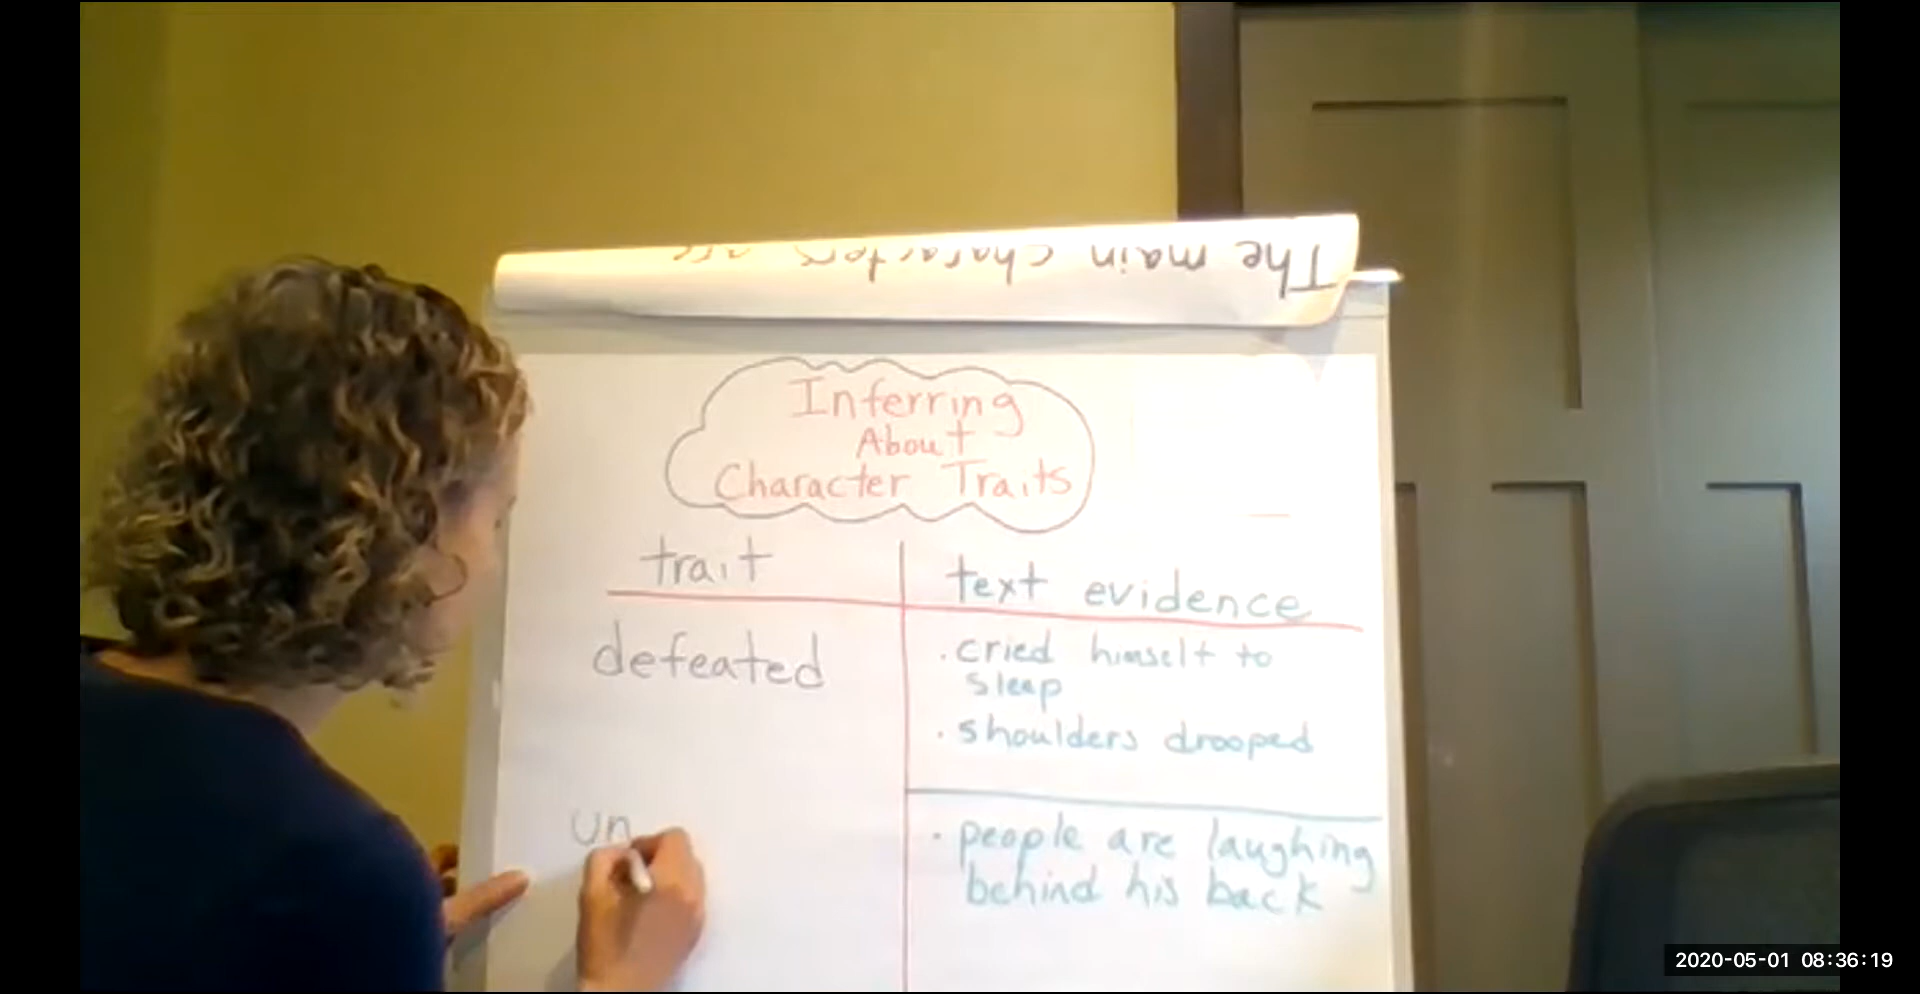 The main characters are
Inferring
About
Character Traits
trait
text evidence
defeated
. cried himself to
sleep
. shoulders drooped
un
. people are laughing
behind his back
2020-05-01 08:36:19